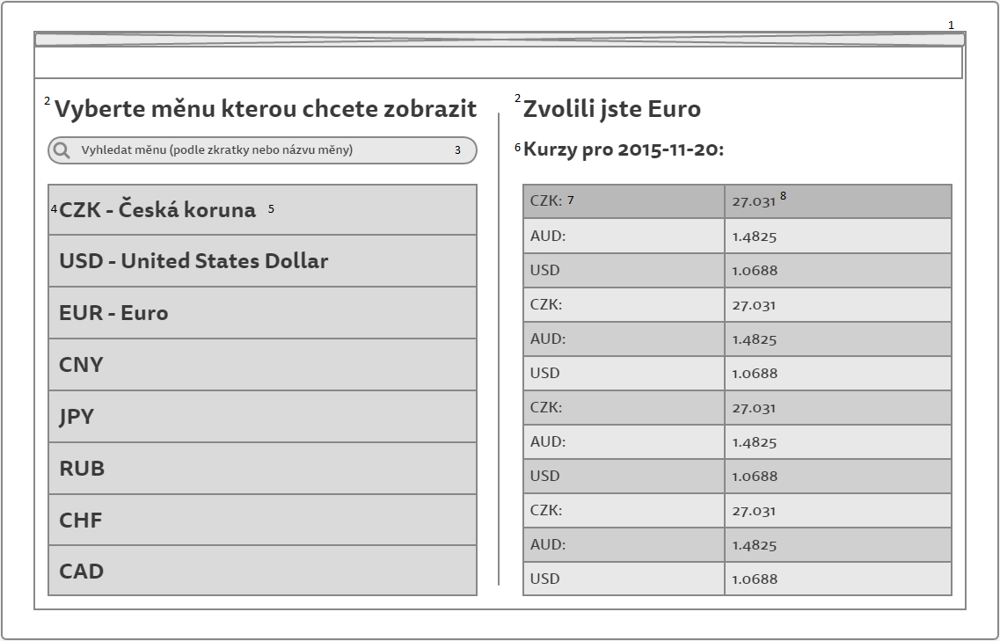 1
2 Vyberte měnu kterou chcete zobrazit
Vyhledat měnu (podle zkratky nebo názvu měny) 3
4 CZK - Česká koruna 5
USD - United States Dollar
EUR - Euro
CNY
JPY
RUB
CHF
CAD
2 Zvolili jste Euro
6 Kurzy pro 2015-11-20:
CZK: 7 27.031 8
AUD: 1.4825
USD 1.0688
CZK: 27.031
AUD: 1.4825
USD 1.0688
CZK: 27.031
AUD: 1.4825
USD 1.0688
CZK: 27.031
AUD: 1.4825
USD 1.0688